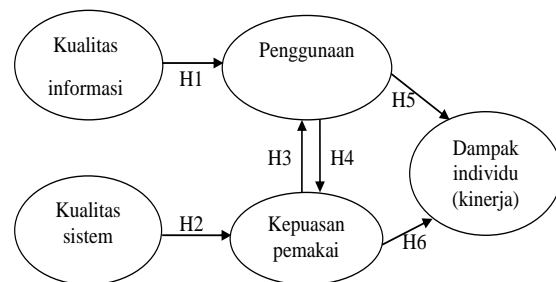 Kualitas
informasi
H1
Penggunaan
H5
H3
H4
Dampak
individu
(kinerja)
Kualitas
sistem
H2
Kepuasan
pemakai
H6